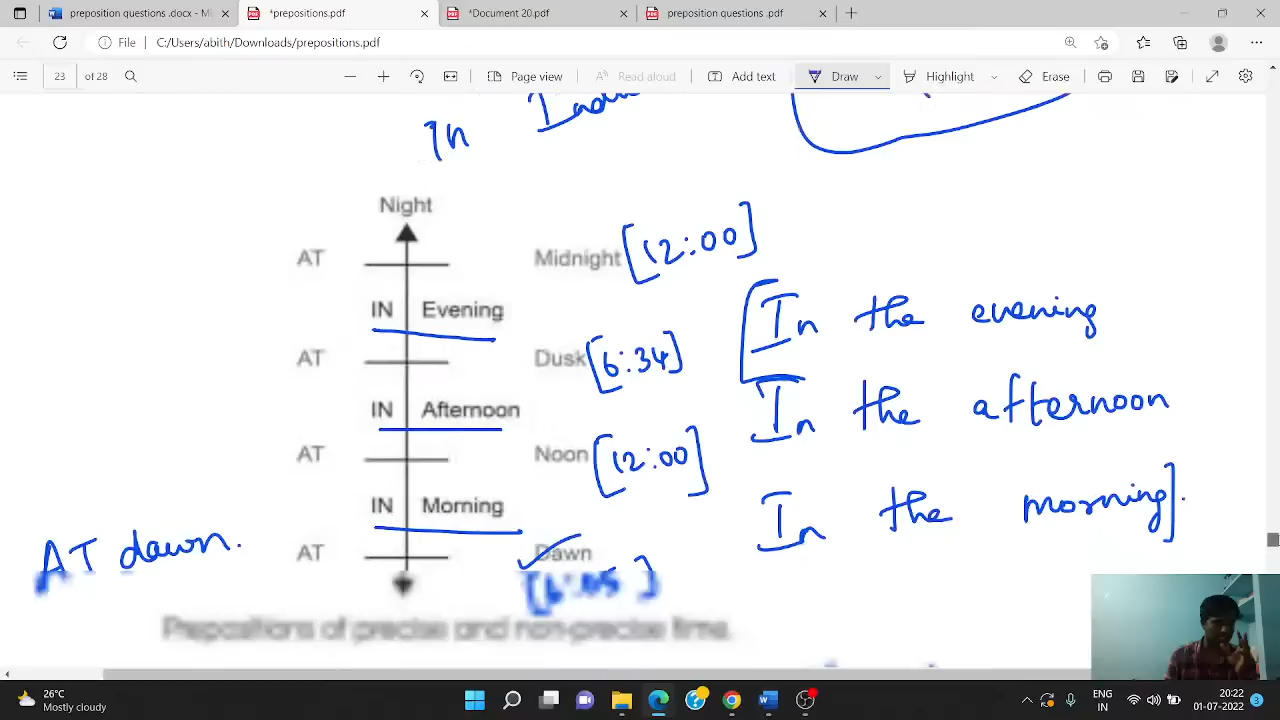 preposition questions .docx - Mi
*prepositions.pdf
*Document 20.pdf
preposition questions .pdf
File C:/Users/abith/Downloads/prepositions.pdf
23 of 28
Page view
Read aloud
Add text
Draw
Highlight
Erase
In
Night
AT Midnight [12:00]
IN Evening
In the evening
AT Dusk [6:34]
IN Afternoon
In the afternoon
AT Noon [12:00]
IN Morning
In the morning].
AT dawn.
AT Dawn
Prepositions of precise and non-precise time.
26°C
Mostly cloudy
ENG
IN
20:22
01-07-2022
3
2